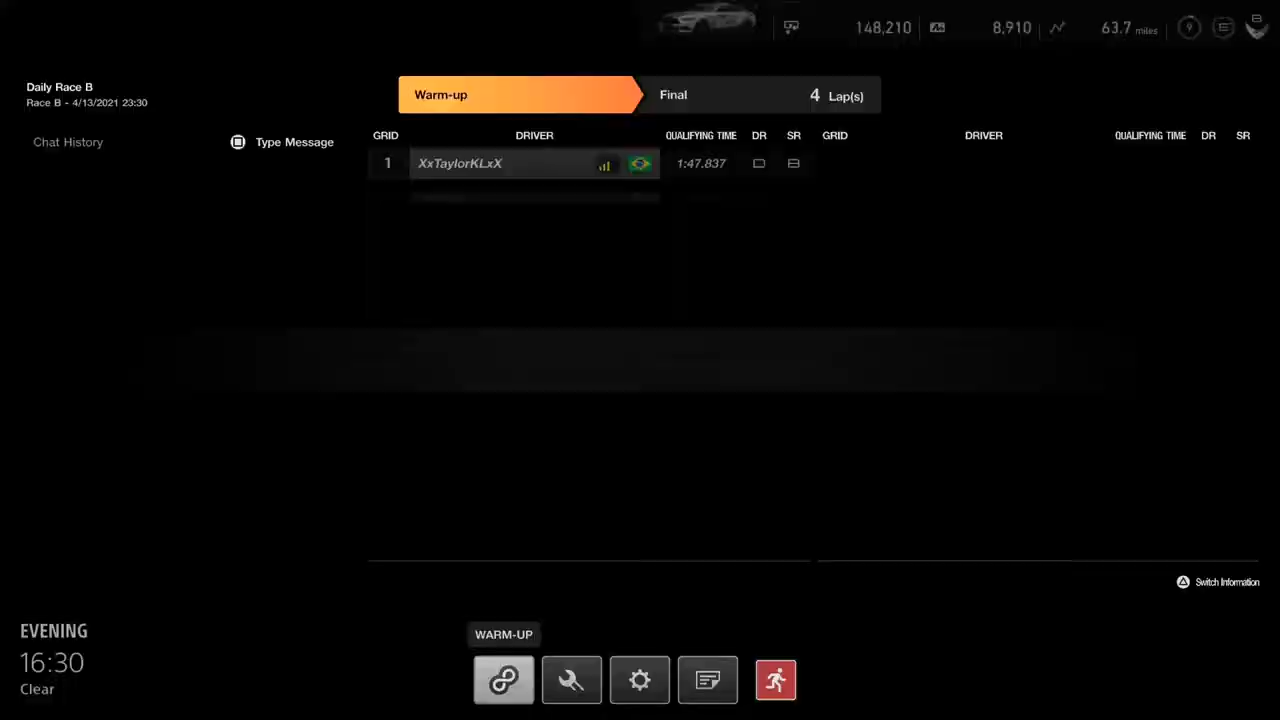 148,210
8,910
63.7 miles
B
Daily Race B
Race B - 4/13/2021 23:30
Warm-up
Final
4 Lap(s)
Chat History
Type Message
GRID DRIVER QUALIFYING TIME DR SR
GRID DRIVER QUALIFYING TIME DR SR
1 XxTaylorKLxX 1:47.837 D B
Switch Information
EVENING
16:30
Clear
WARM-UP